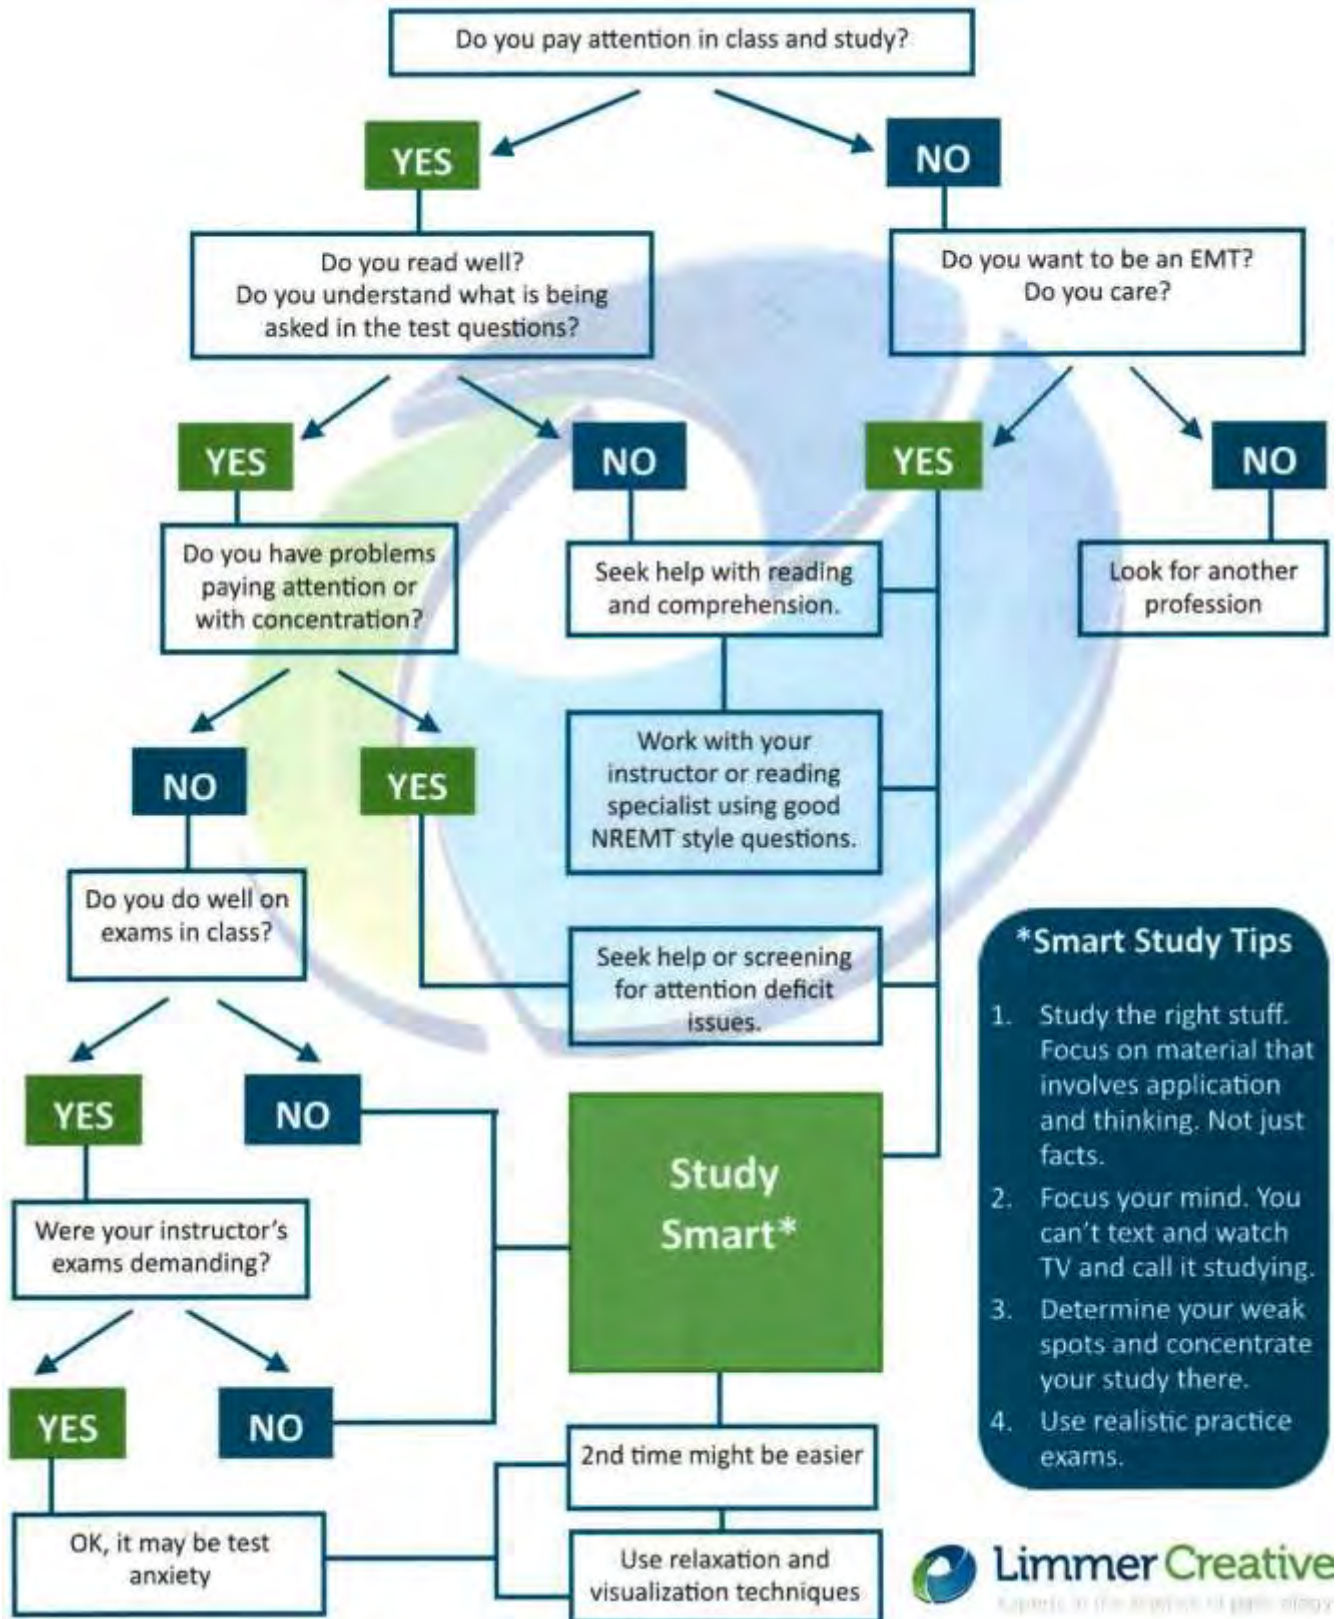 Do you pay attention in class and study?
YES
NO
Do you read well?
Do you understand what is being
asked in the test questions?
Do you want to be an EMT?
Do you care?
YES
NO
YES
NO
Do you have problems
paying attention or
with concentration?
Seek help with reading
and comprehension.
Look for another
profession
Work with your
instructor or reading
specialist using good
NREMT style questions.
NO
YES
Do you do well on
exams in class?
Seek help or screening
for attention deficit
issues.
YES
NO
Study
Smart*
Were your instructor's
exams demanding?
YES
NO
2nd time might be easier
OK, it may be test
anxiety
Use relaxation and
visualization techniques
*Smart Study Tips
1. Study the right stuff.
Focus on material that
involves application
and thinking. Not just
facts.
2. Focus your mind. You
can't text and watch
TV and call it studying.
3. Determine your weak
spots and concentrate
your study there.
4. Use realistic practice
exams.
Limmer Creative